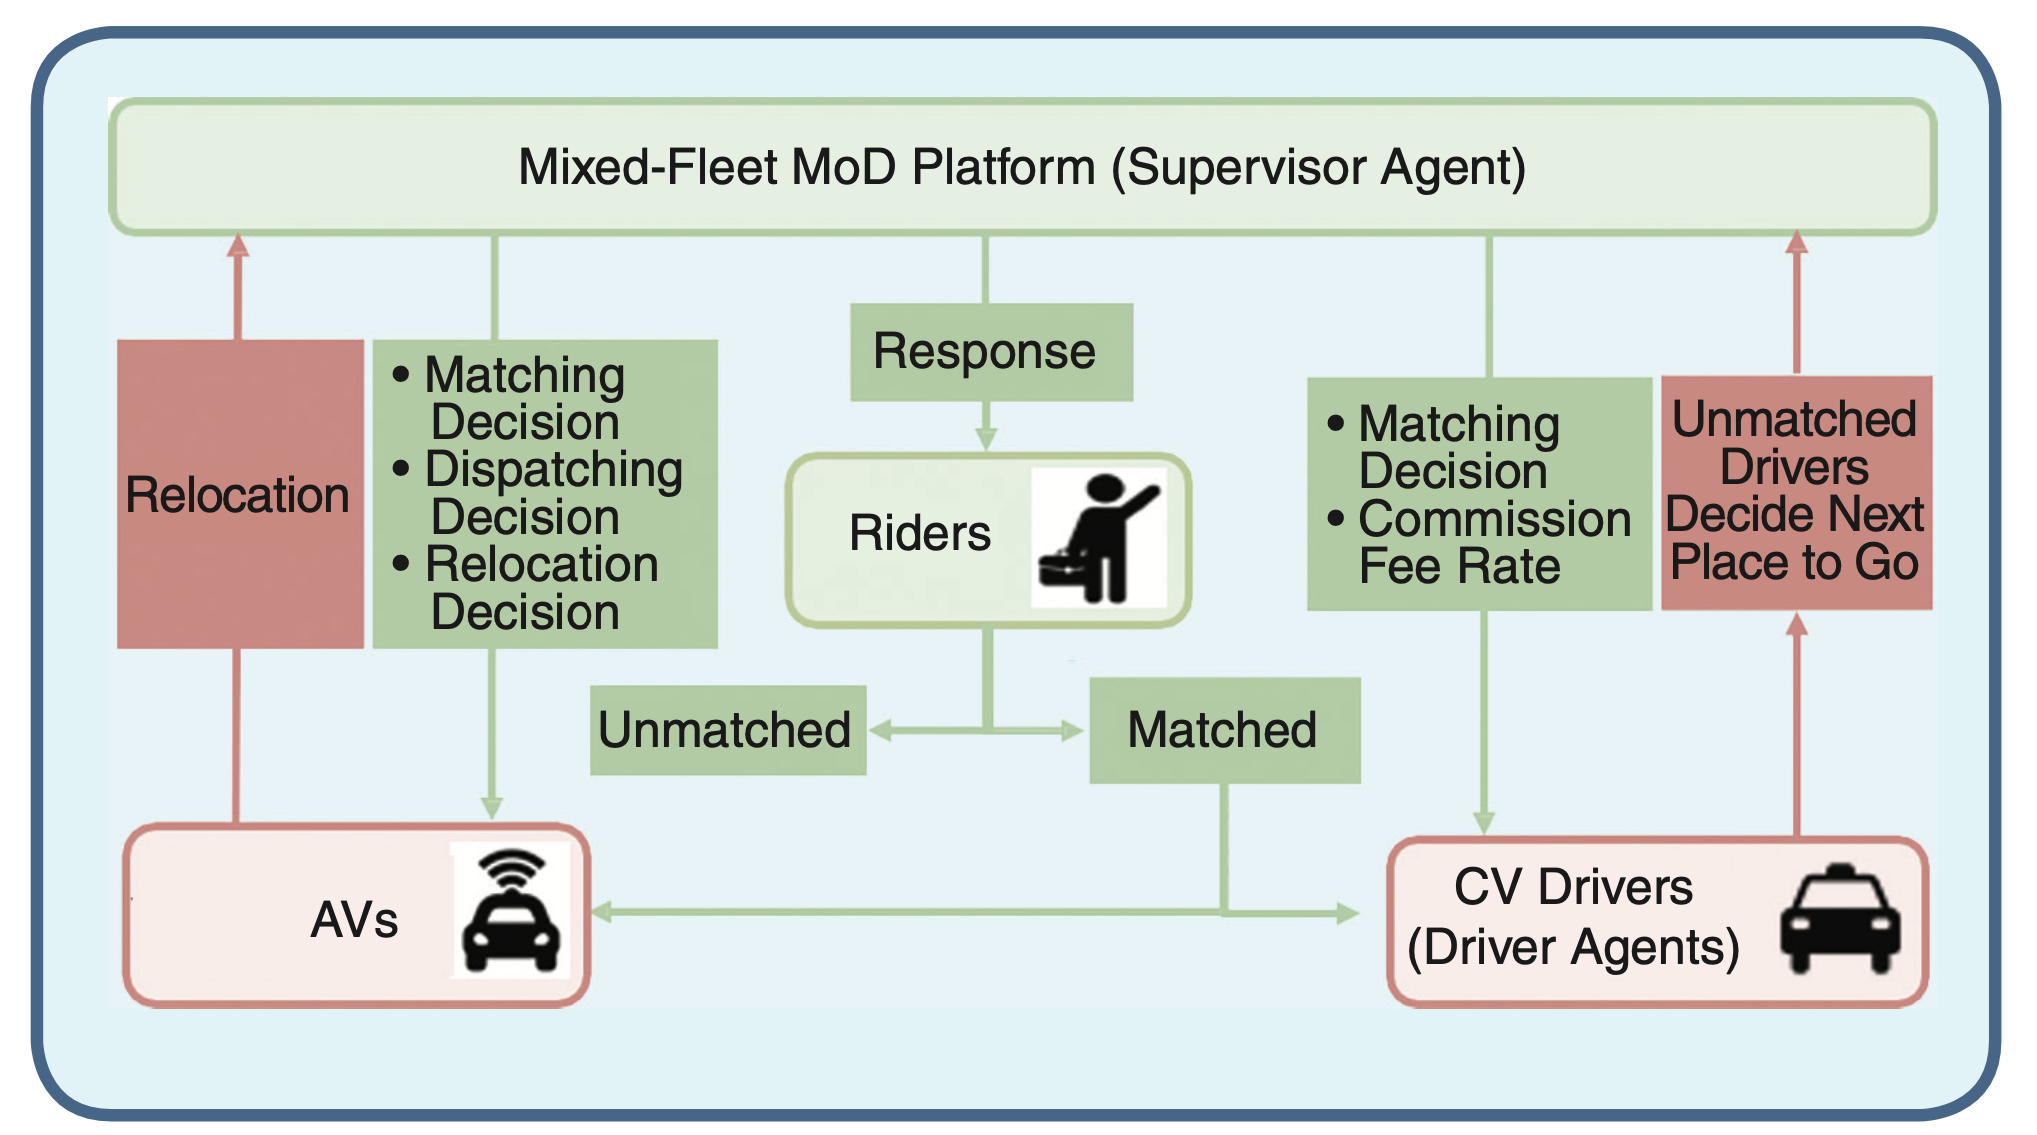 Mixed-Fleet MoD Platform (Supervisor Agent)
Relocation
• Matching
Decision
• Dispatching
Decision
• Relocation
Decision
Response
Riders
Unmatched
Matched
• Matching
Decision
• Commission
Fee Rate
Unmatched
Drivers
Decide Next
Place to Go
AVs
CV Drivers
(Driver Agents)